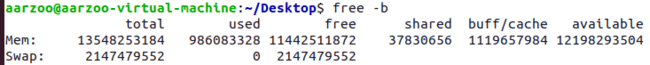 aarzoo@aarzoo-virtual-machine:~/Desktop$ free -b
total used free shared buff/cache available
Mem: 13548253184 986083328 11442511872 37830656 1119657984 12198293504
Swap: 2147479552 0 2147479552